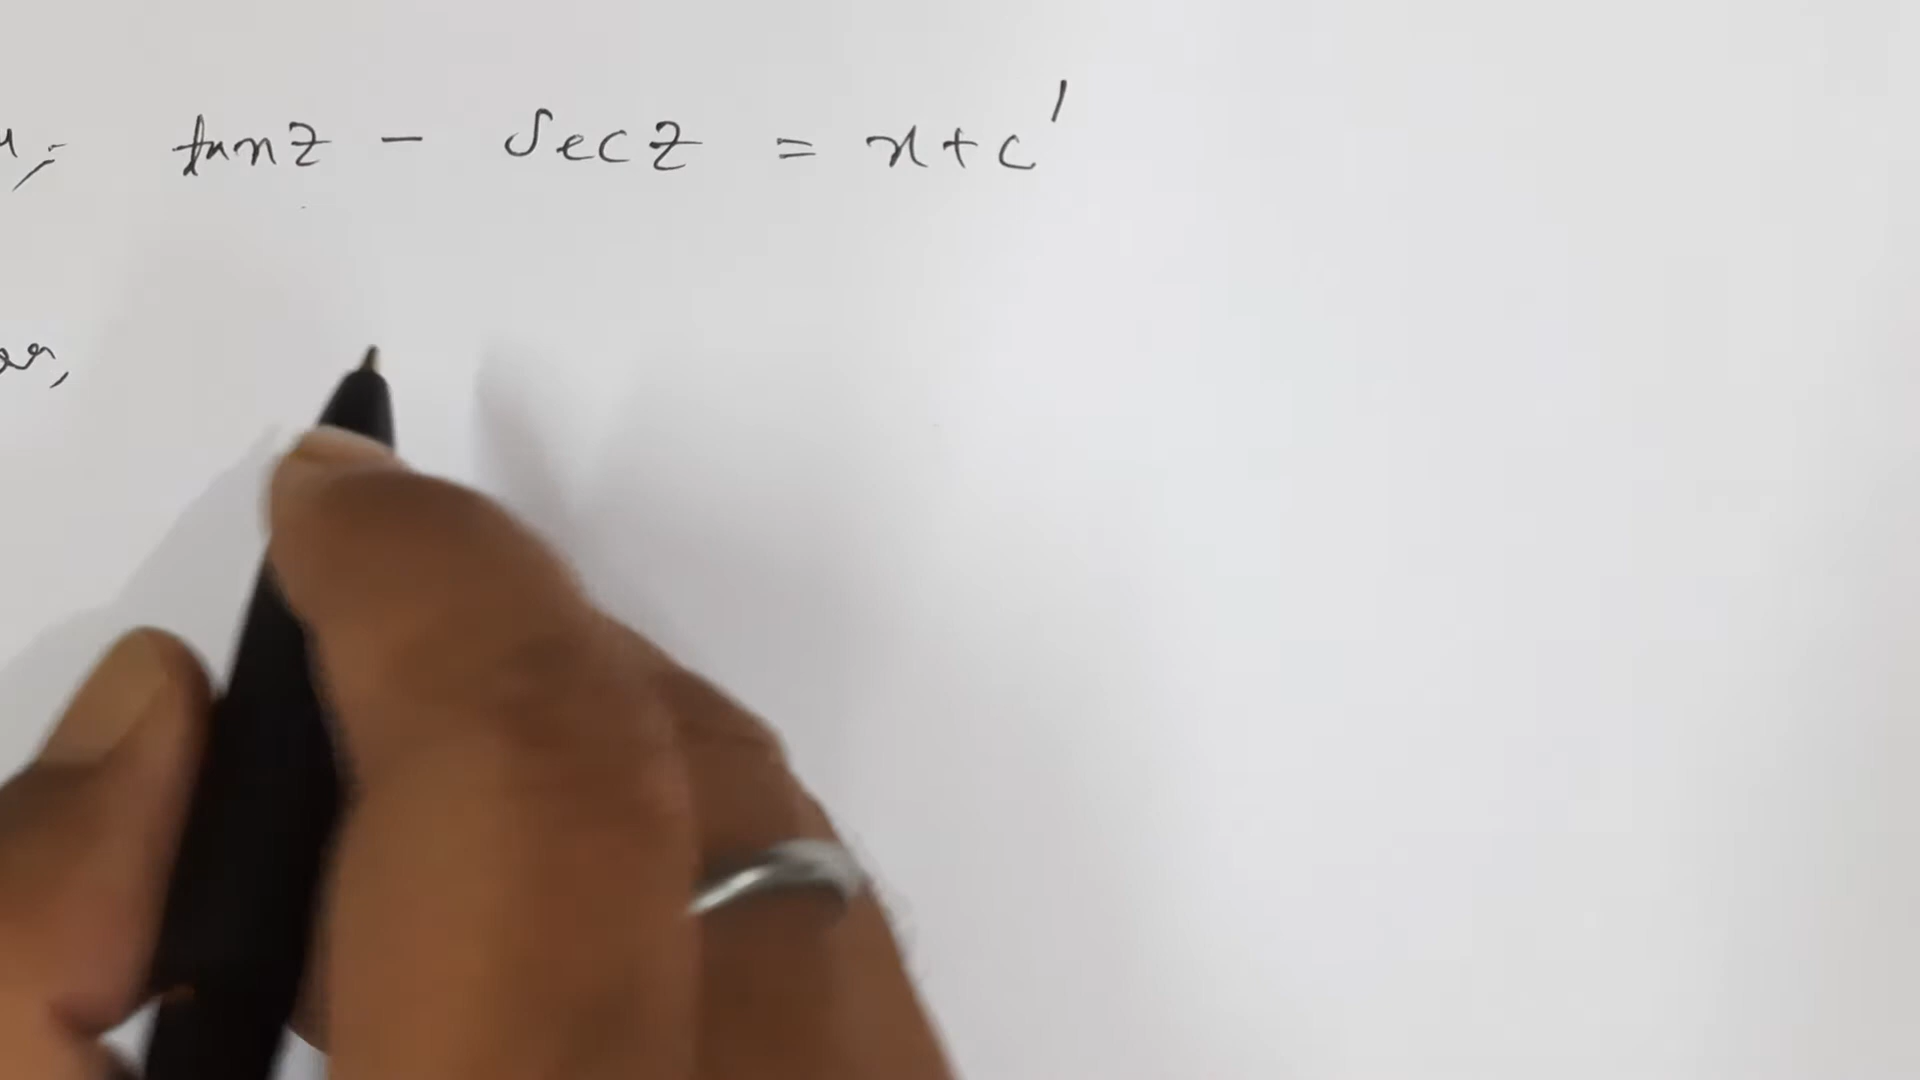 tanz - Secz = x+c'